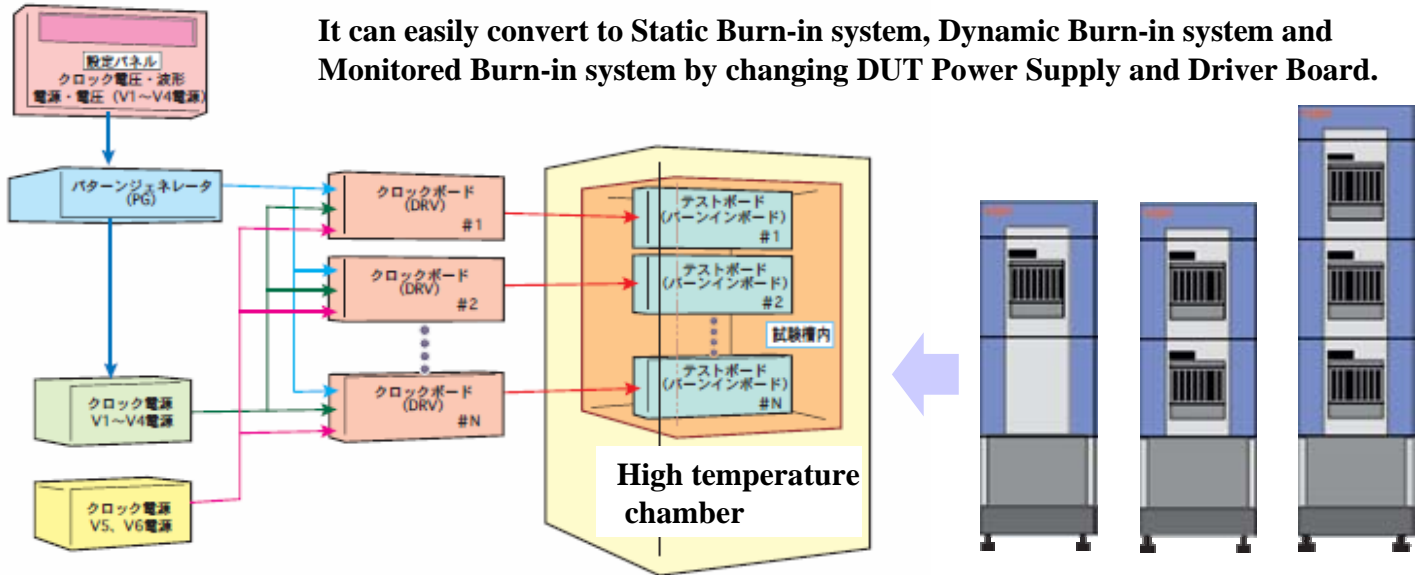 It can easily convert to Static Burn-in system, Dynamic Burn-in system and
Monitored Burn-in system by changing DUT Power Supply and Driver Board.
設定パネル
クロック電圧・波形
電源・電圧（V1～V4電源）
パターンジェネレータ
(PG)
クロックボード
(DRV)
#1
クロックボード
(DRV)
#2
クロックボード
(DRV)
#N
テストボード
(バーンインボード)
#1
テストボード
(バーンインボード)
#2
試験槽内
テストボード
(バーンインボード)
#N
クロック電源
V1～V4電源
クロック電源
V5、V6電源
High temperature
chamber